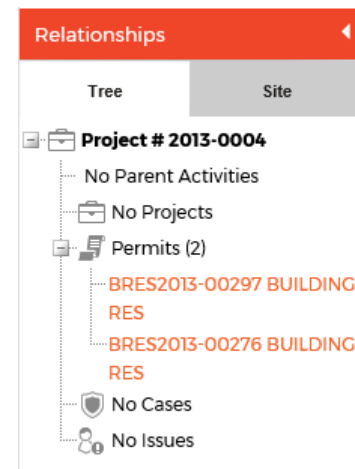 Relationships
Tree Site
Project # 2013-0004
No Parent Activities
No Projects
Permits (2)
BRES2013-00297 BUILDING
RES
BRES2013-00276 BUILDING
RES
No Cases
No Issues